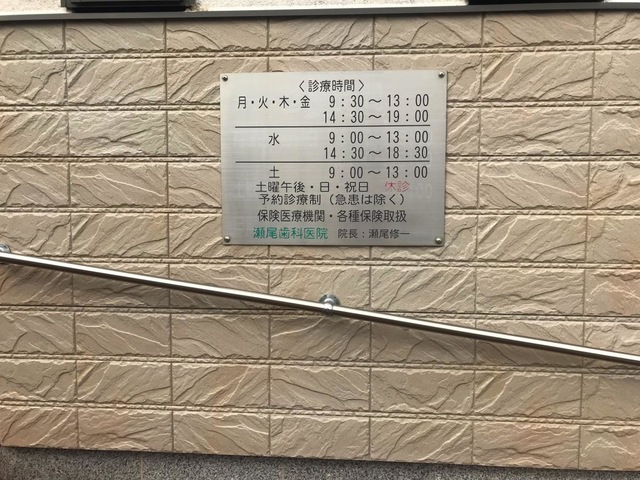 〈診療時間〉
月・火・木・金 9：30～13：00
14：30～19：00
水 9：00～13：00
14：30～18：30
土 9：00～13：00
土曜午後・日・祝日 休診
予約診療制（急患は除く）
保険医療機関・各種保険取扱
瀬尾歯科医院 院長：瀬尾修一